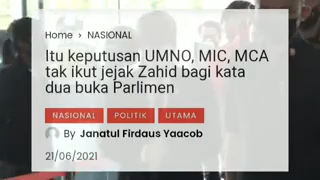 Home > NASIONAL
Itu keputusan UMNO, MIC, MCA
tak ikut jejak Zahid bagi kata
dua buka Parlimen
NASIONAL POLITIK UTAMA
By Janatul Firdaus Yaacob
21/06/2021